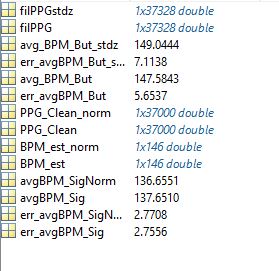 filPPGstdz 1x37328 double
filPPG 1x37328 double
avg_BPM_But_stdz 149.0444
err_avg_BPM_But_s... 7.1138
avg_BPM_But 147.5843
err_avg_BPM_But 5.6537
PPG_Clean_norm 1x37000 double
PPG_Clean 1x37000 double
BPM_est_norm 1x146 double
BPM_est 1x146 double
avgBPM_SigNorm 136.6551
avgBPM_Sig 137.6510
err_avgBPM_SigN... 2.7708
err_avgBPM_Sig 2.7556